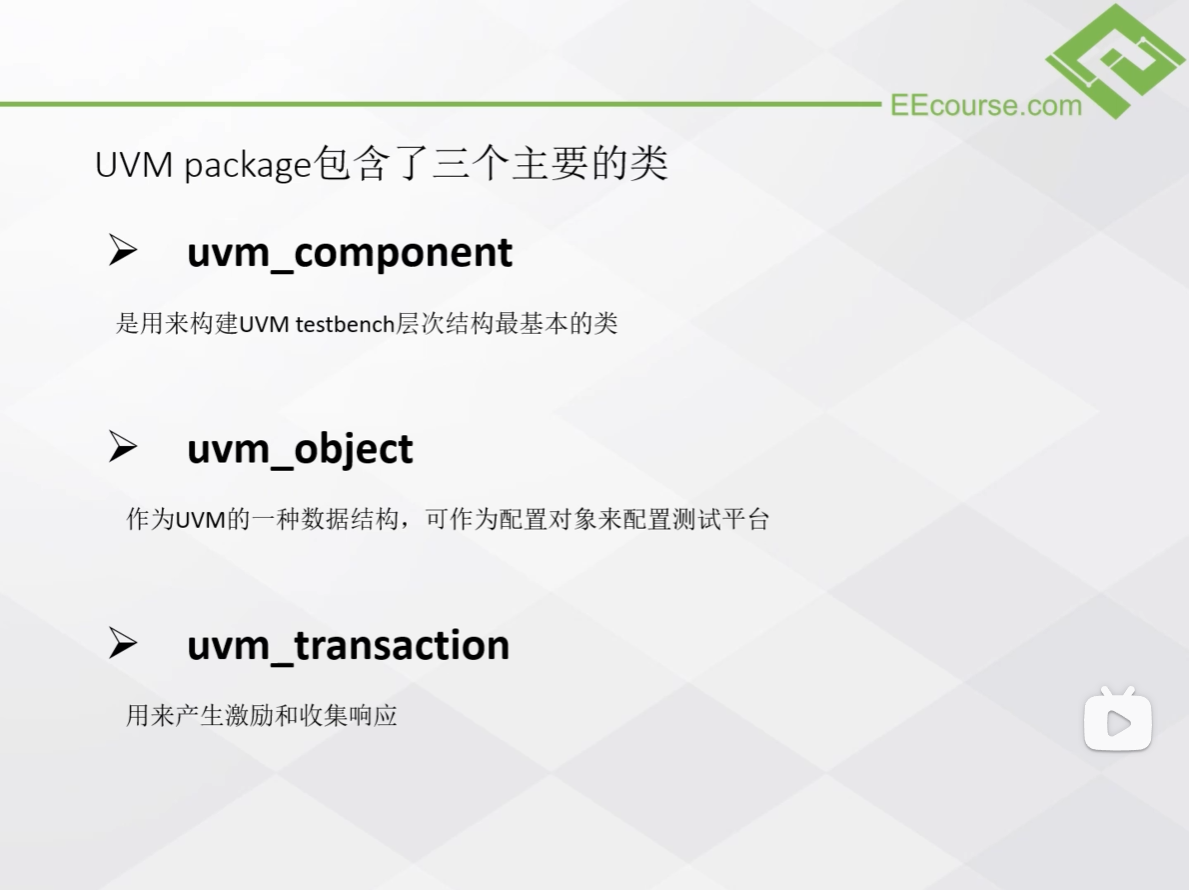 EEcourse.com
UVM package包含了三个主要的类
uvm_component
是用来构建UVM testbench层次结构最基本的类
uvm_object
作为UVM的一种数据结构，可作为配置对象来配置测试平台
uvm_transaction
用来产生激励和收集响应